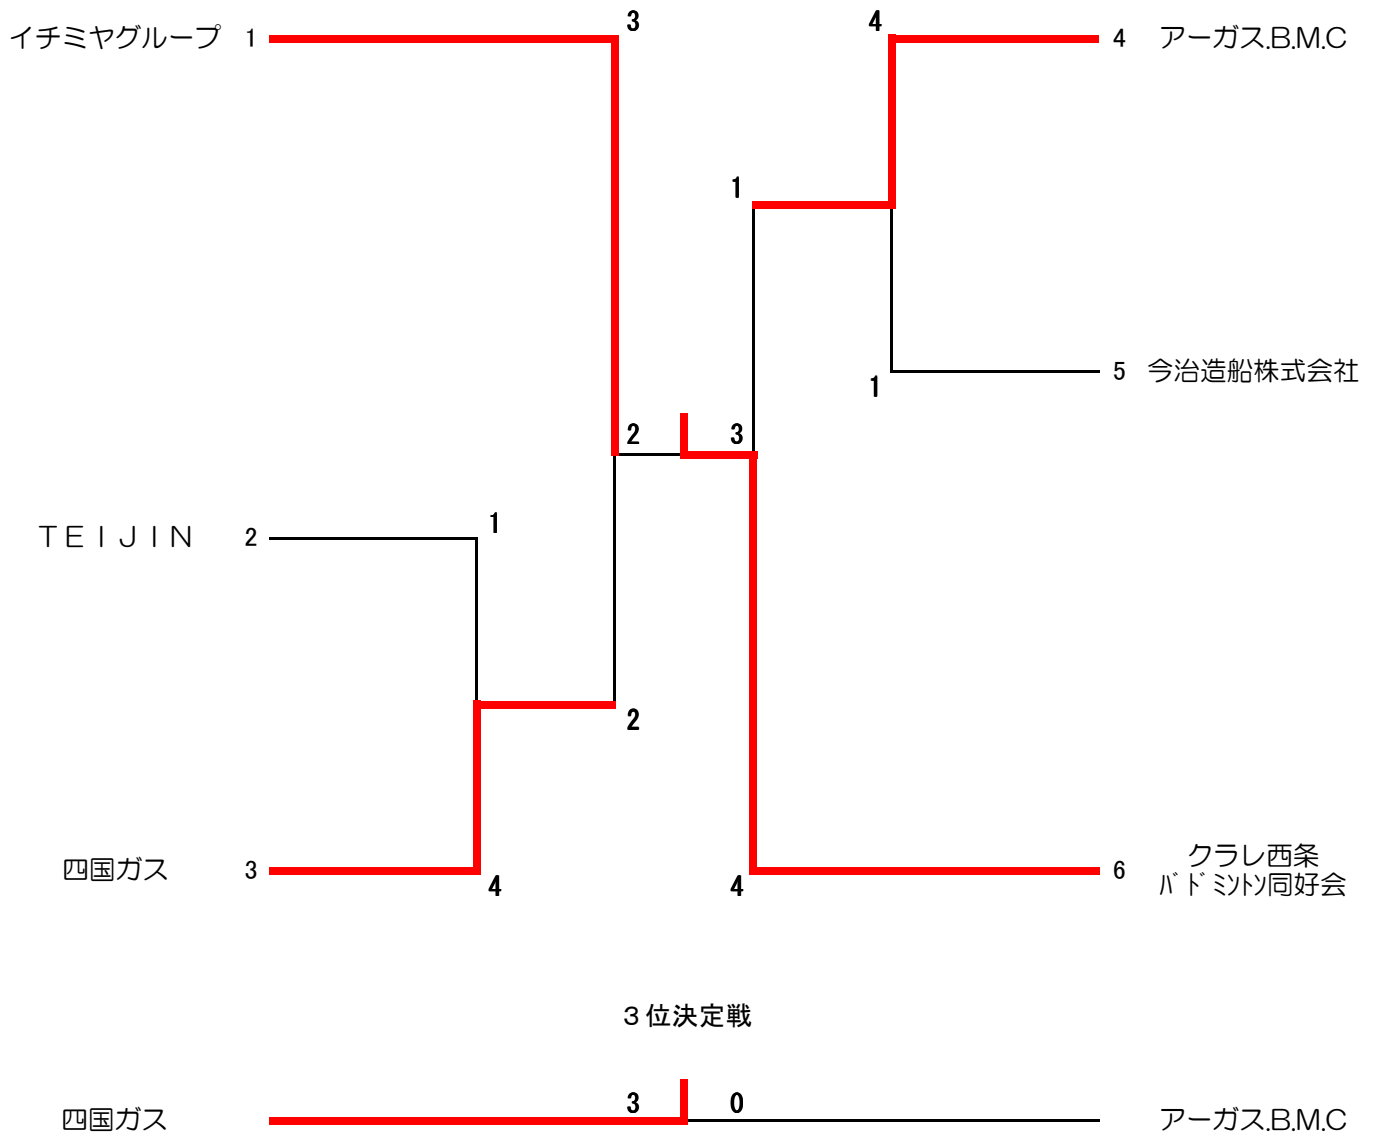 イチミヤグループ 1 3 4 4 アーガス.B.M.C
1
1 5 今治造船株式会社
2 3
ＴＥＩＪＩＮ 2 1
2
四国ガス 3 4 4 6 クラレ西条
ﾊﾞﾄﾞﾐﾝﾄﾝ同好会
３位決定戦
四国ガス 3 0 アーガス.B.M.C